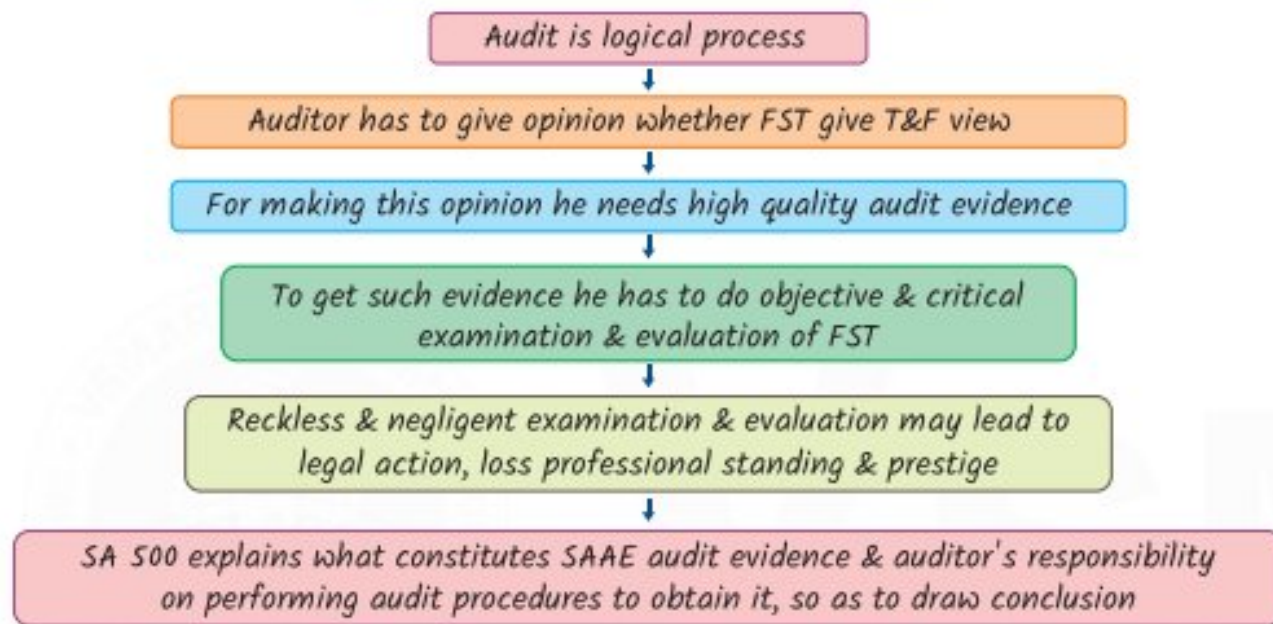 Audit is logical process
Auditor has to give opinion whether FST give T&F view
For making this opinion he needs high quality audit evidence
To get such evidence he has to do objective & critical
examination & evaluation of FST
Reckless & negligent examination & evaluation may lead to
legal action, loss professional standing & prestige
SA 500 explains what constitutes SAAE audit evidence & auditor's responsibility
on performing audit procedures to obtain it, so as to draw conclusion